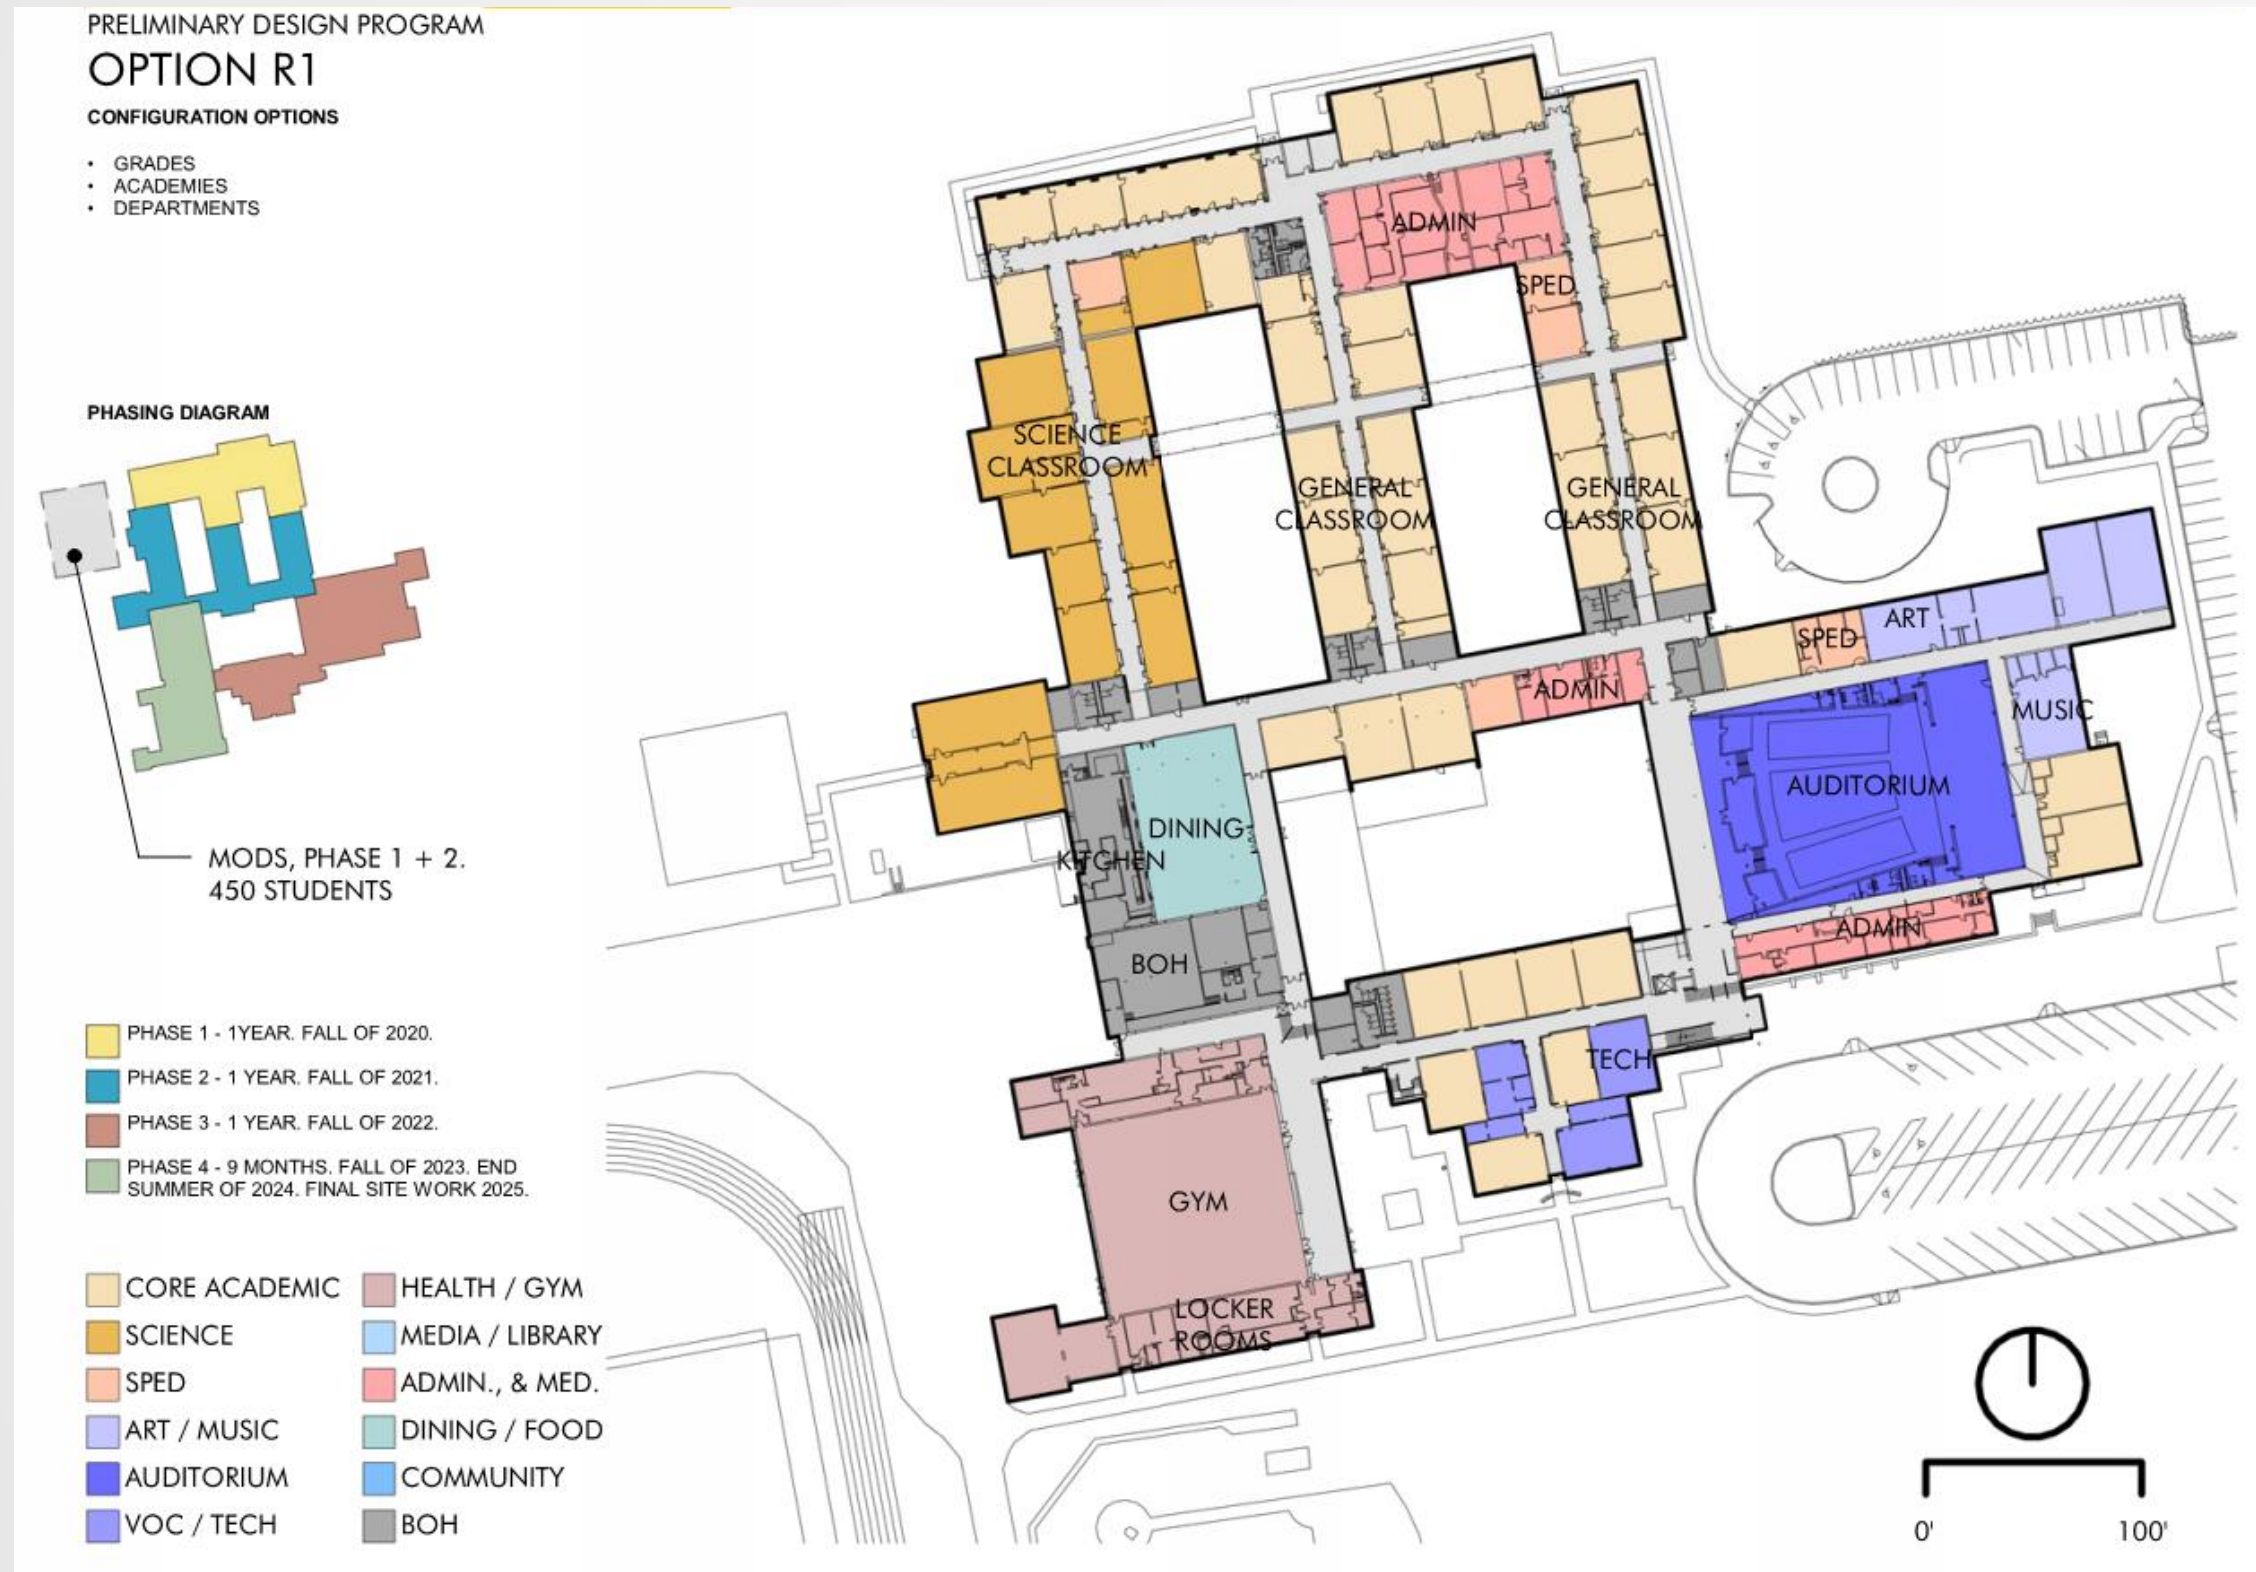 PRELIMINARY DESIGN PROGRAM
OPTION R1
CONFIGURATION OPTIONS
• GRADES
• ACADEMIES
• DEPARTMENTS
PHASING DIAGRAM
MODS, PHASE 1 + 2.
450 STUDENTS
PHASE 1 - 1YEAR. FALL OF 2020.
PHASE 2 - 1 YEAR. FALL OF 2021.
PHASE 3 - 1 YEAR. FALL OF 2022.
PHASE 4 - 9 MONTHS. FALL OF 2023. END
SUMMER OF 2024. FINAL SITE WORK 2025.
CORE ACADEMIC
SCIENCE
SPED
ART / MUSIC
AUDITORIUM
VOC / TECH
HEALTH / GYM
MEDIA / LIBRARY
ADMIN., & MED.
DINING / FOOD
COMMUNITY
BOH
ADMIN
SPED
SCIENCE
CLASSROOM
GENERAL
CLASSROOM
GENERAL
CLASSROOM
SPED
ART
ADMIN
MUSIC
AUDITORIUM
DINING
KITCHEN
ADMIN
BOH
TECH
GYM
LOCKER
ROOMS
0'
100'